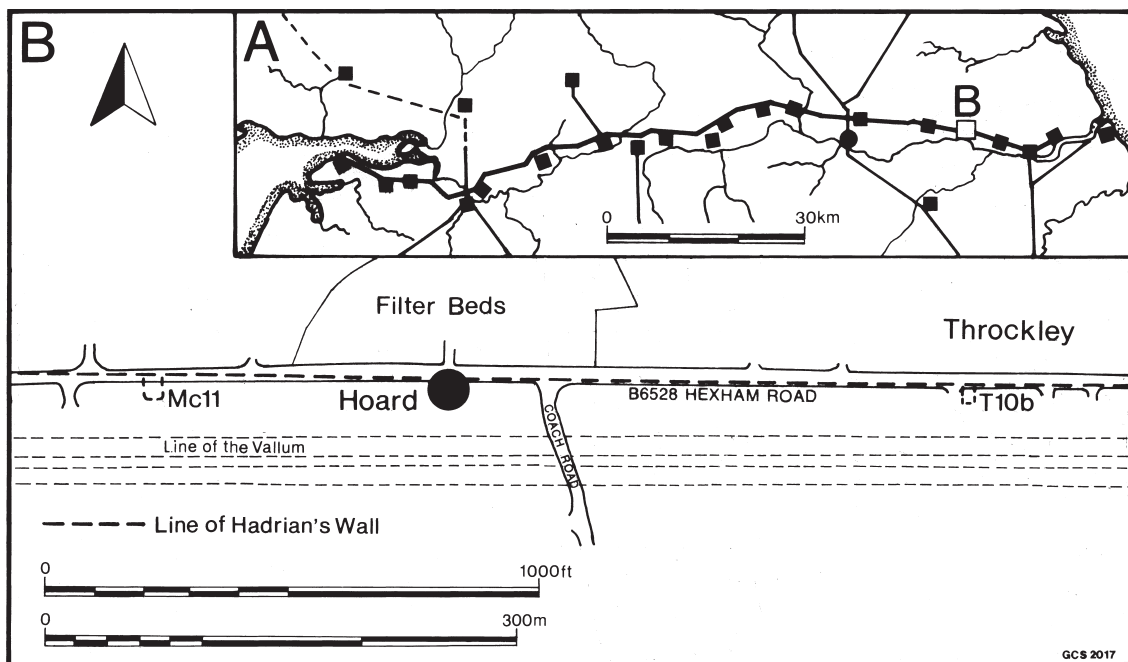 B
A
B
0
30km
Filter Beds
Throckley
Mc11
Hoard
B6528 HEXHAM ROAD
T10b
COACH ROAD
Line of the Vallum
Line of Hadrian's Wall
0
1000ft
0
300m
GCS 2017